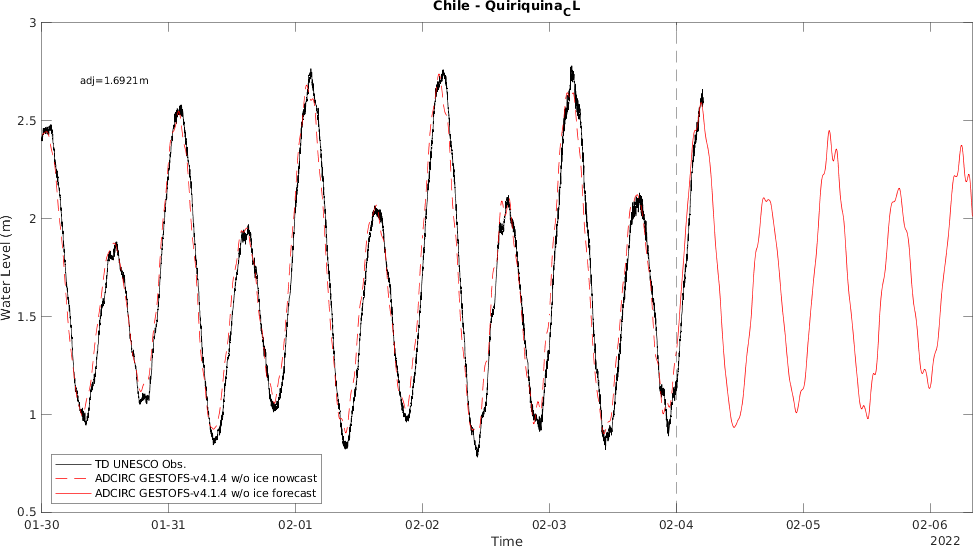 Chile - Quiriquina_CL
3
adj=1.6921m
2.5
2
Water Level (m)
1.5
1
TD UNESCO Obs.
ADCIRC GESTOFS-v4.1.4 w/o ice nowcast
ADCIRC GESTOFS-v4.1.4 w/o ice forecast
0.5
01-30 01-31 02-01 02-02 02-03 02-04 02-05 02-06
Time 2022